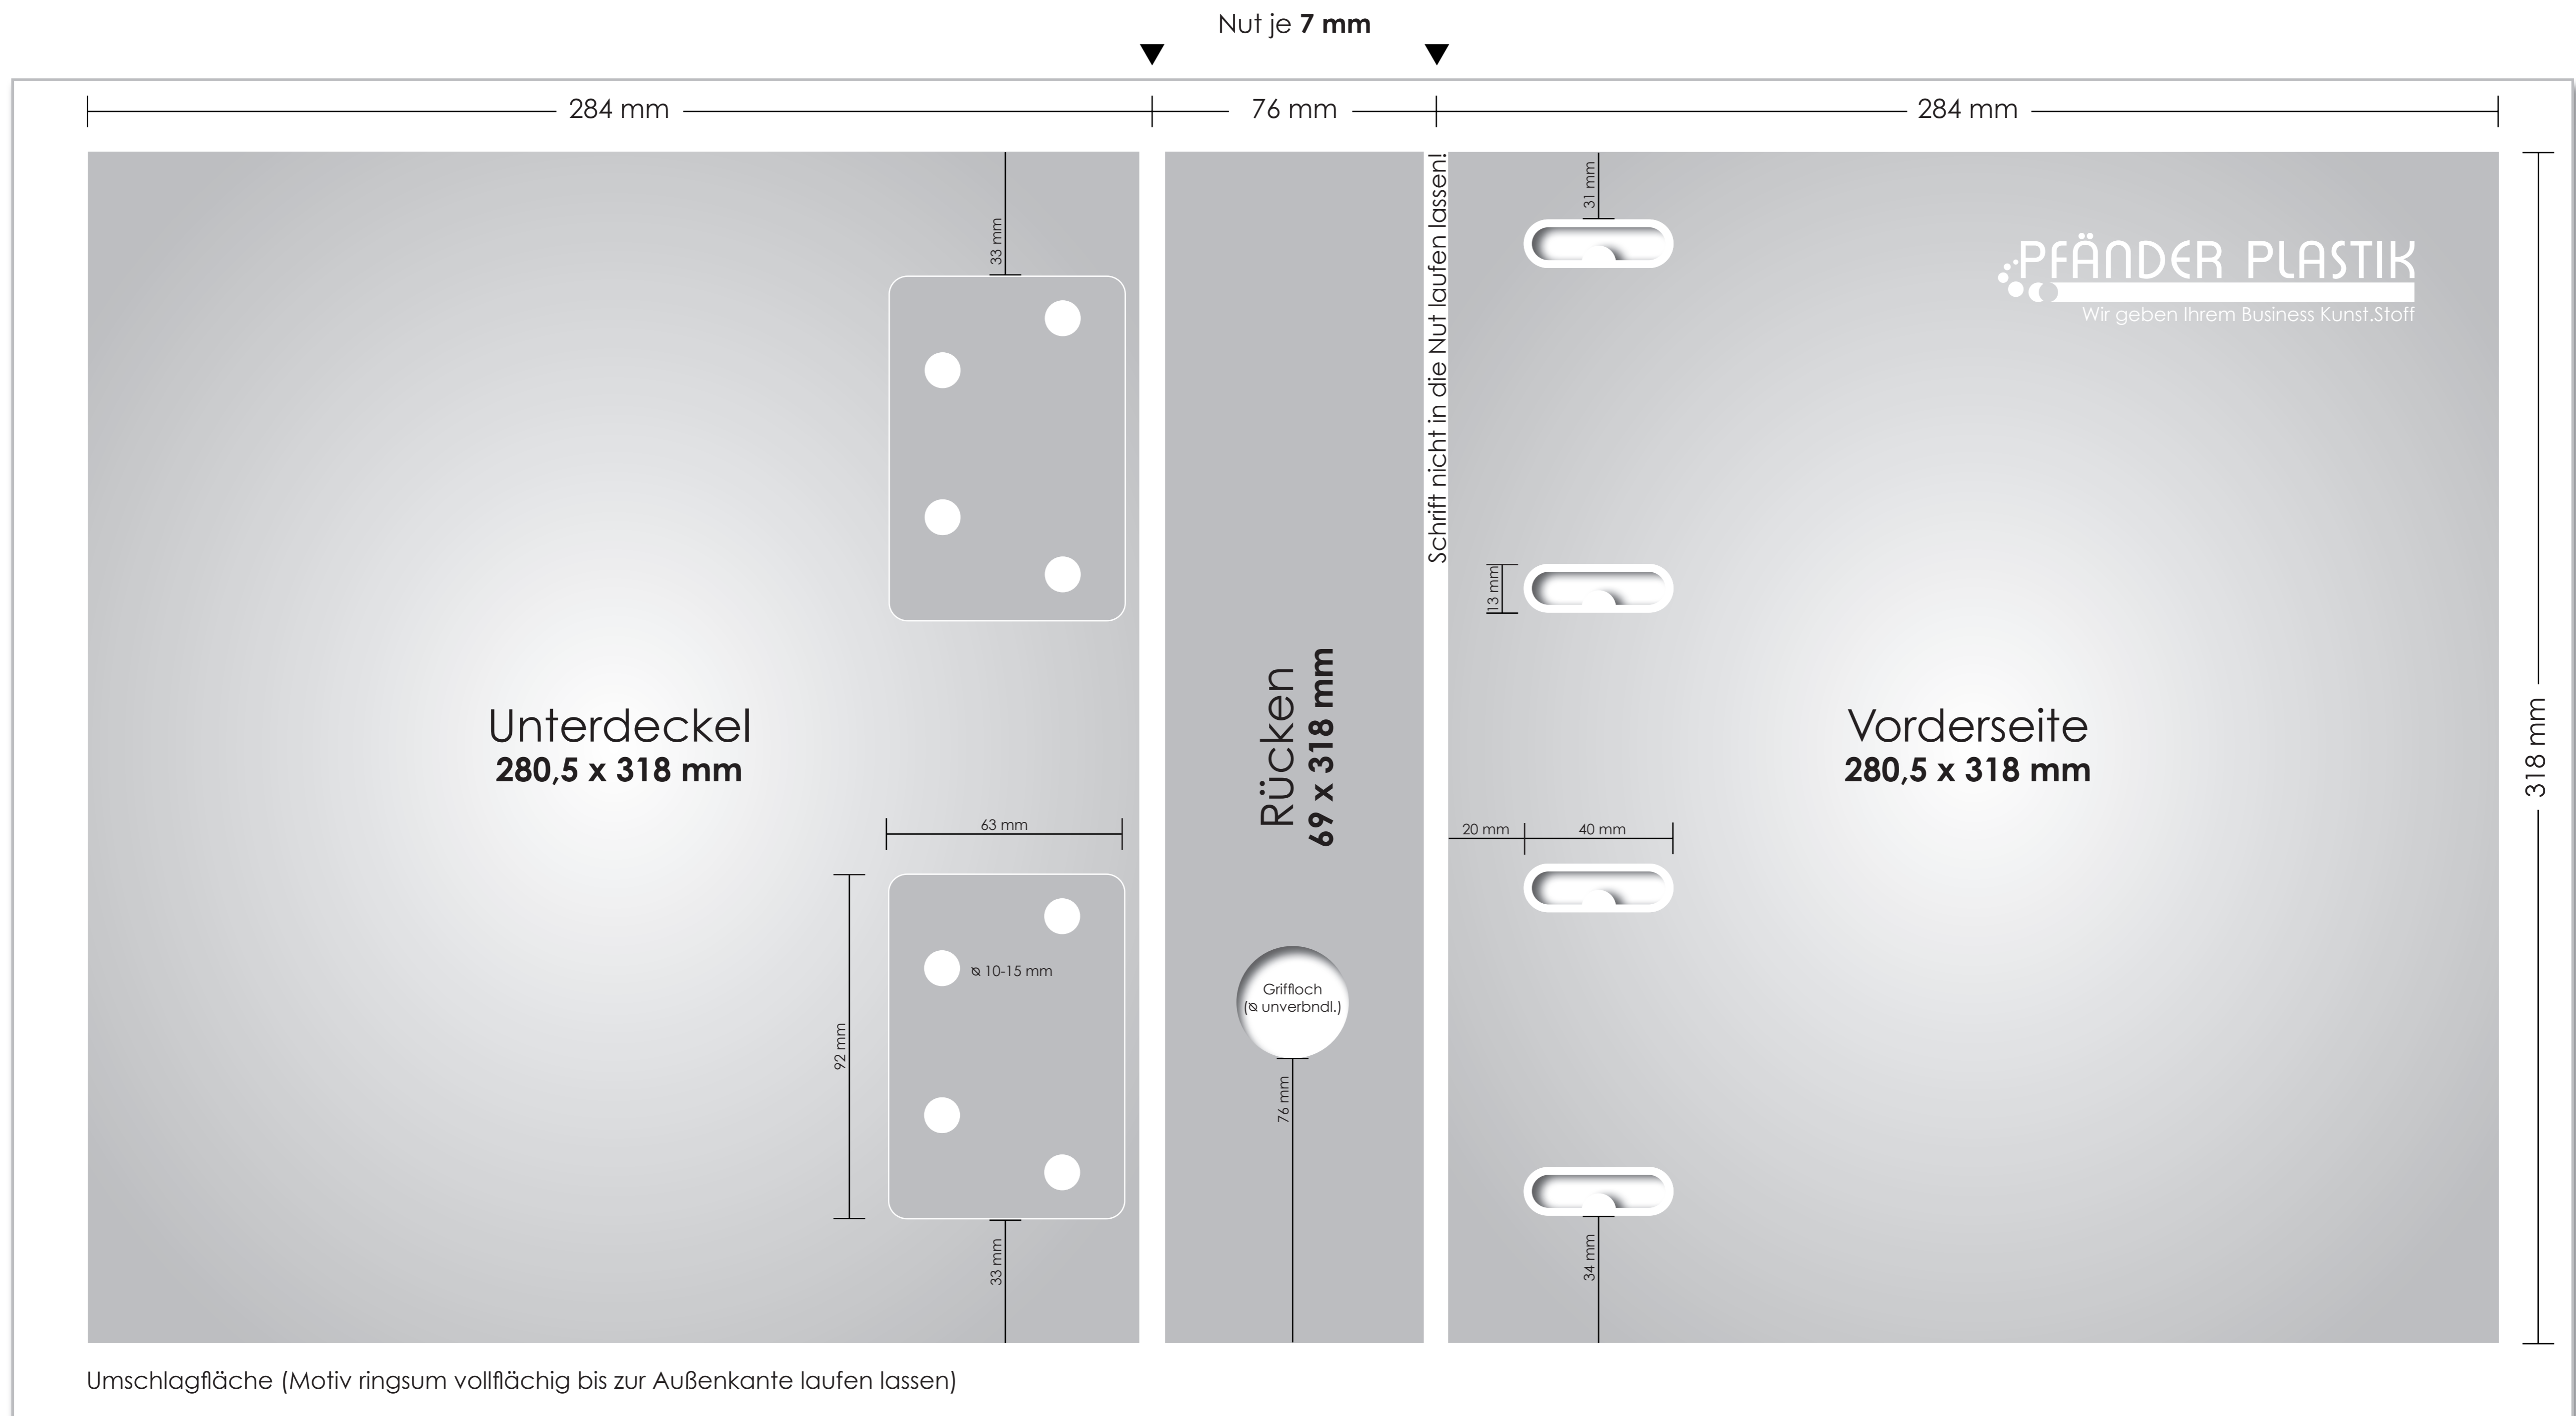 Nut je 7 mm
284 mm
76 mm
284 mm
33 mm
Schrift nicht in die Nut laufen lassen!
31 mm
PFÄNDER PLASTIK
Wir geben Ihrem Business Kunst.Stoff
13 mm
Unterdeckel
280,5 x 318 mm
Rücken
69 x 318 mm
Vorderseite
280,5 x 318 mm
318 mm
63 mm
20 mm
40 mm
ø 10-15 mm
92 mm
Griffloch
(ø unverbndl.)
76 mm
33 mm
34 mm
Umschlagfläche (Motiv ringsum vollflächig bis zur Außenkante laufen lassen)